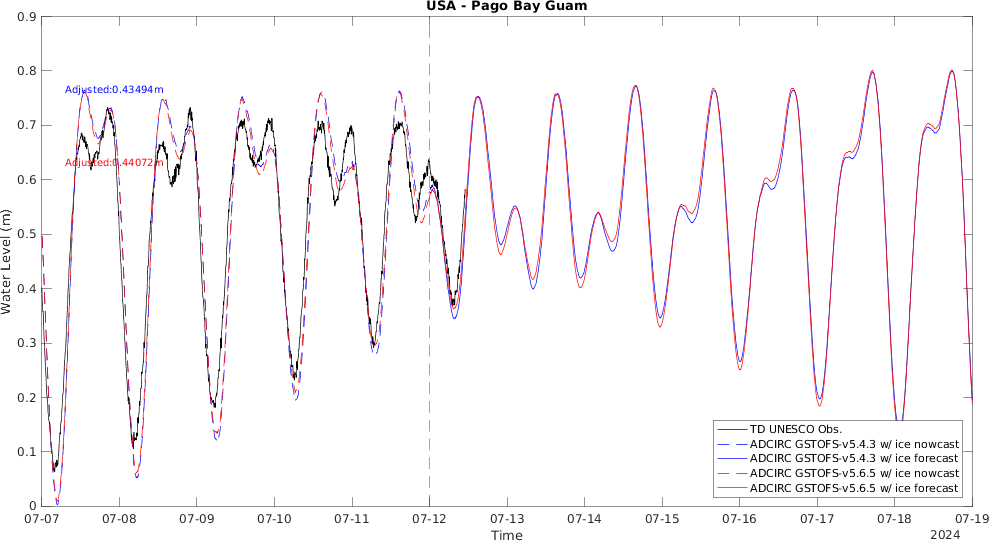 USA - Pago Bay Guam
0.9
0.8
0.7
0.6
0.5
0.4
0.3
0.2
0.1
0
Water Level (m)
Adjusted:0.43494m
Adjusted:0.44072m
TD UNESCO Obs.
ADCIRC GSTOFS-v5.4.3 w/ ice nowcast
ADCIRC GSTOFS-v5.4.3 w/ ice forecast
ADCIRC GSTOFS-v5.6.5 w/ ice nowcast
ADCIRC GSTOFS-v5.6.5 w/ ice forecast
07-07 07-08 07-09 07-10 07-11 07-12 07-13 07-14 07-15 07-16 07-17 07-18 07-19
Time
2024